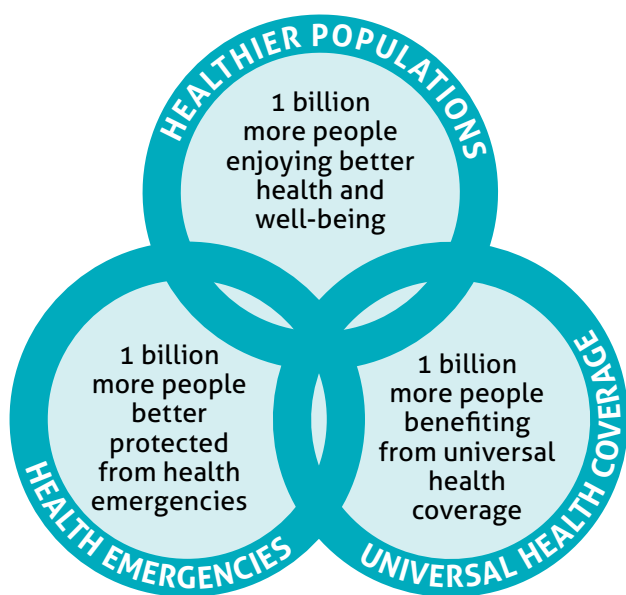 HEALTHIER POPULATIONS
1 billion
more people
enjoying better
health and
well-being
1 billion
more people
better
protected
from health
emergencies
HEALTH EMERGENCIES
1 billion
more people
benefiting
from universal
health
coverage
UNIVERSAL HEALTH COVERAGE